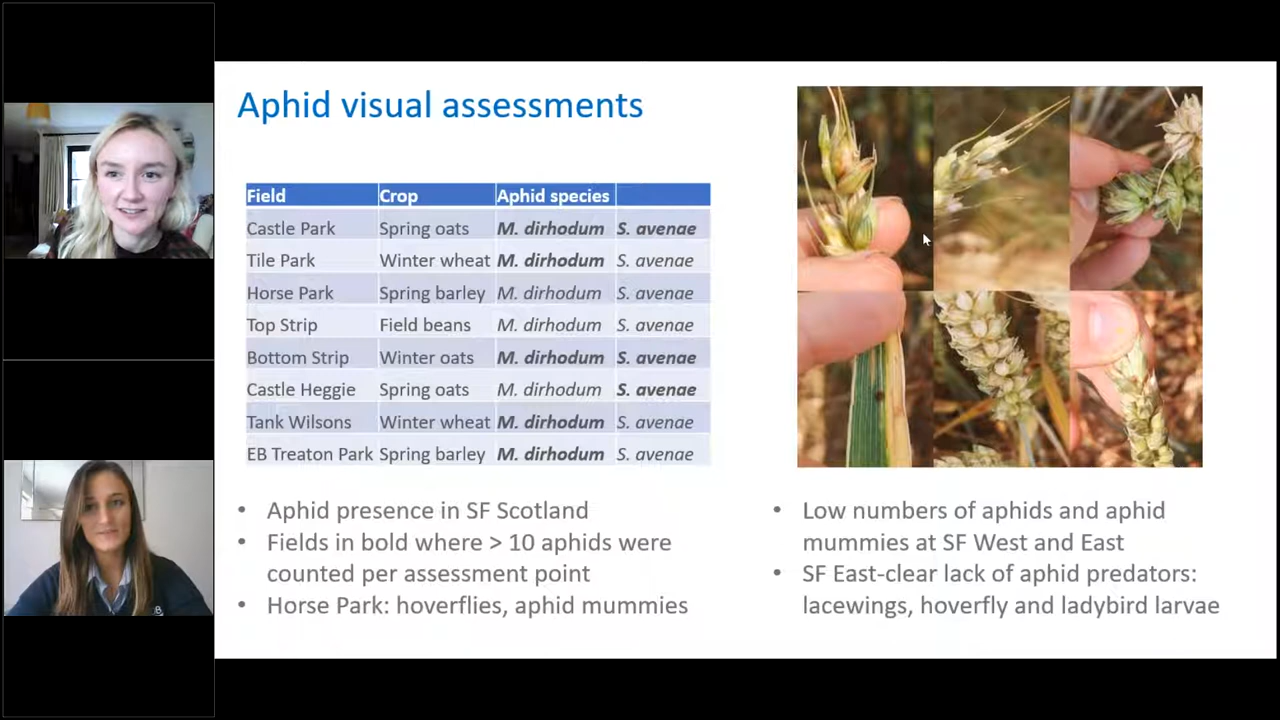 Aphid visual assessments
Field Crop Aphid species
Castle Park Spring oats M. dirhodum S. avenae
Tile Park Winter wheat M. dirhodum S. avenae
Horse Park Spring barley M. dirhodum S. avenae
Top Strip Field beans M. dirhodum S. avenae
Bottom Strip Winter oats M. dirhodum S. avenae
Castle Heggie Spring oats M. dirhodum S. avenae
Tank Wilsons Winter wheat M. dirhodum S. avenae
EB Treaton Park Spring barley M. dirhodum S. avenae
• Aphid presence in SF Scotland
• Fields in bold where > 10 aphids were
counted per assessment point
• Horse Park: hoverflies, aphid mummies
• Low numbers of aphids and aphid
mummies at SF West and East
• SF East-clear lack of aphid predators:
lacewings, hoverfly and ladybird larvae